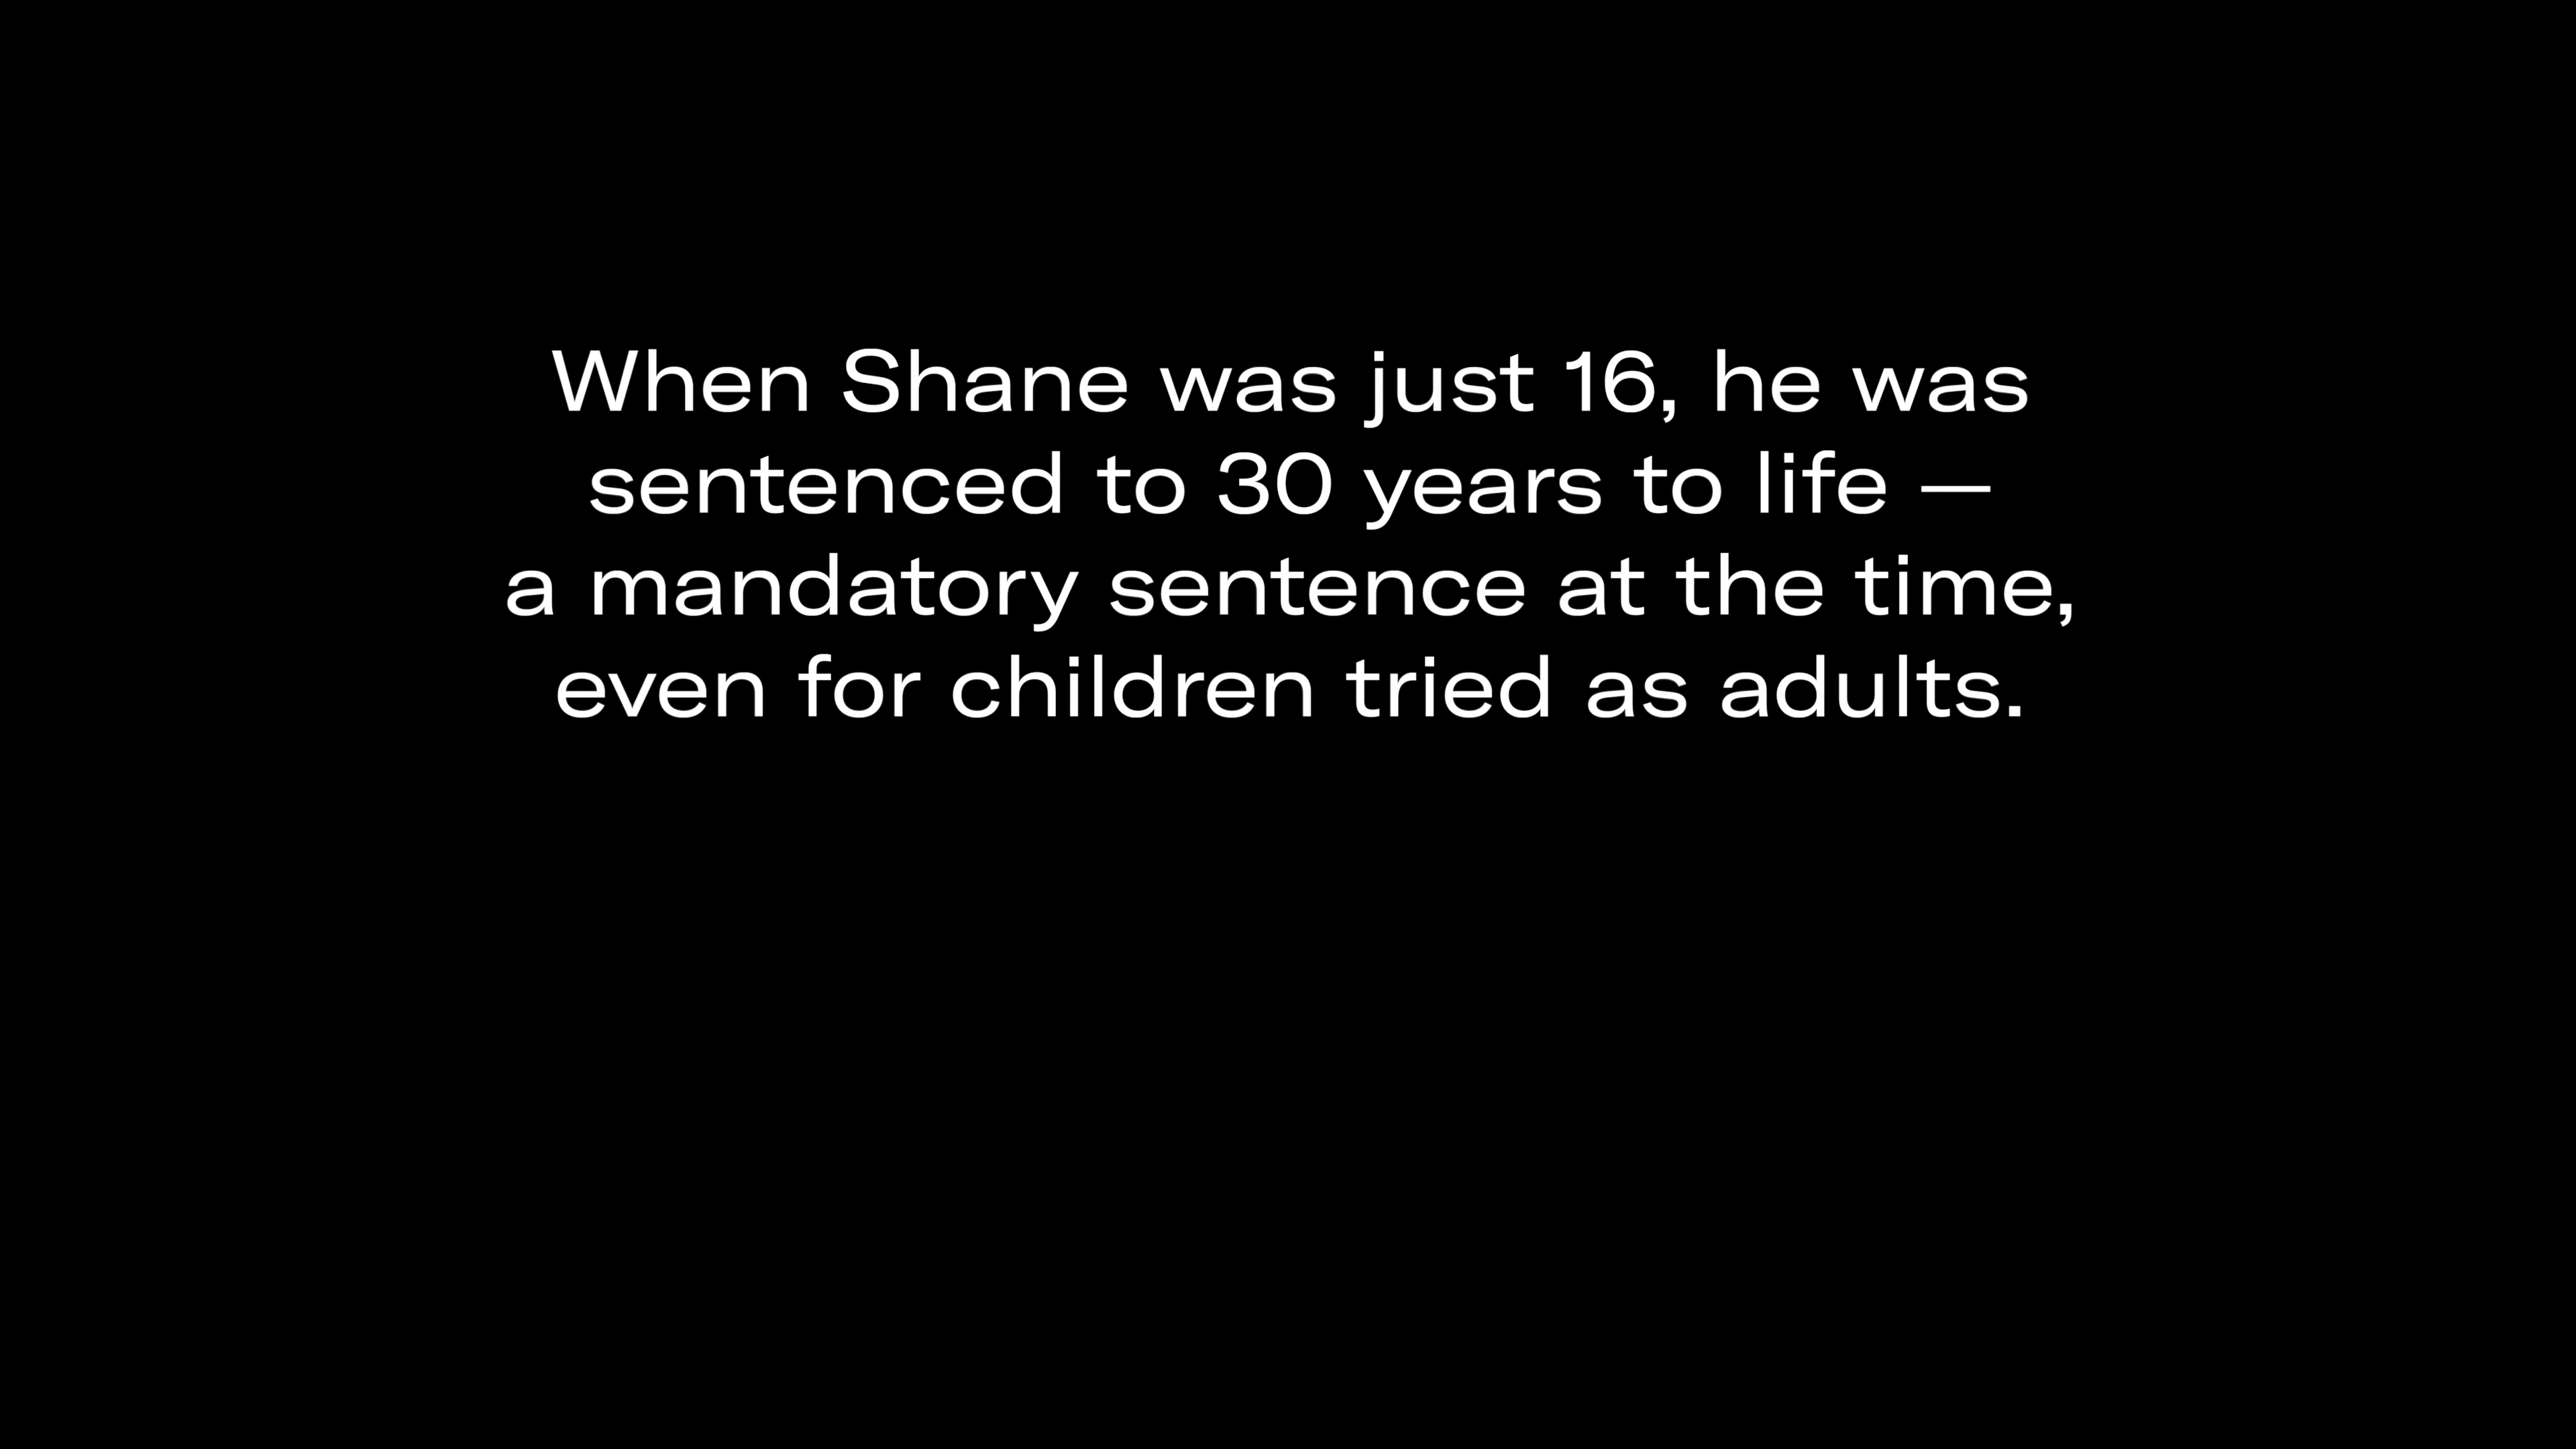 When Shane was just 16, he was
sentenced to 30 years to life —
a mandatory sentence at the time,
even for children tried as adults.